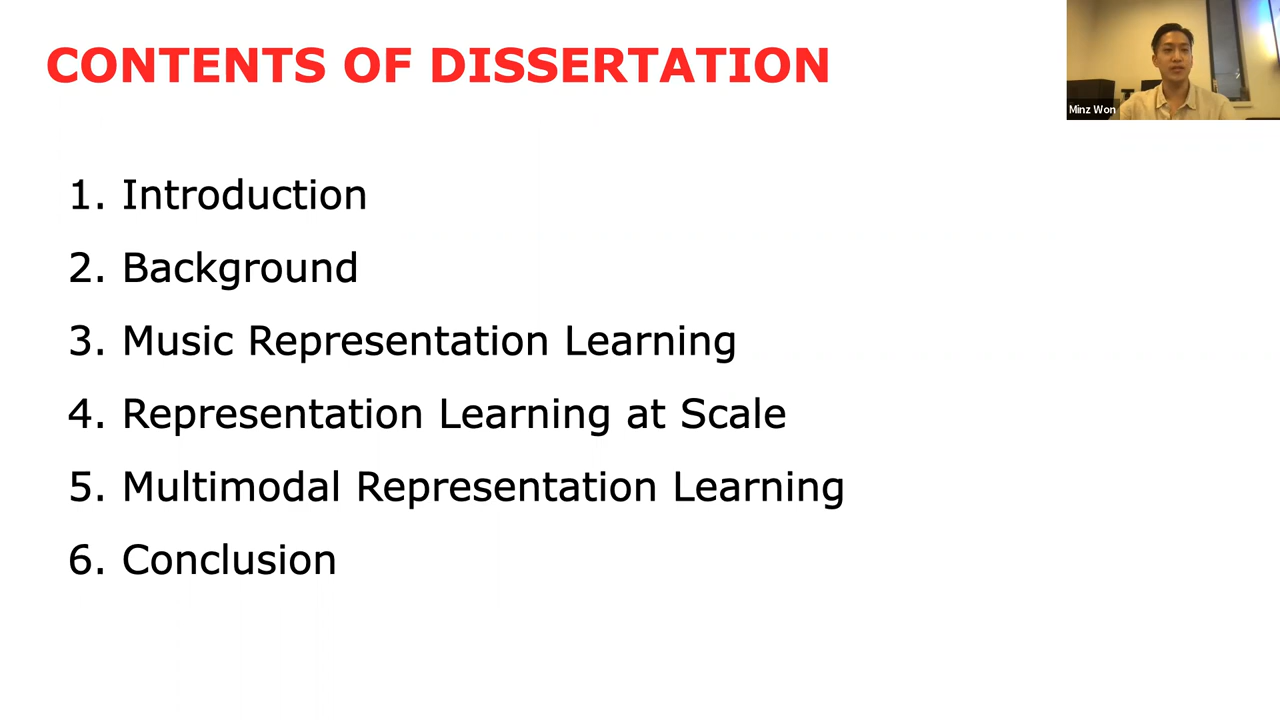 CONTENTS OF DISSERTATION
Minz Won
1. Introduction
2. Background
3. Music Representation Learning
4. Representation Learning at Scale
5. Multimodal Representation Learning
6. Conclusion